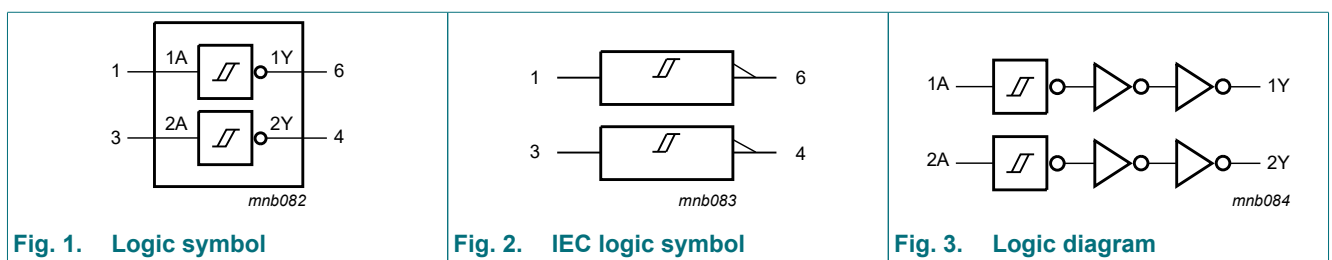 1 1A 1Y 6
3 2A 2Y 4
mnb082
Fig. 1. Logic symbol
1 6
3 4
mnb083
Fig. 2. IEC logic symbol
1A 1Y
2A 2Y
mnb084
Fig. 3. Logic diagram